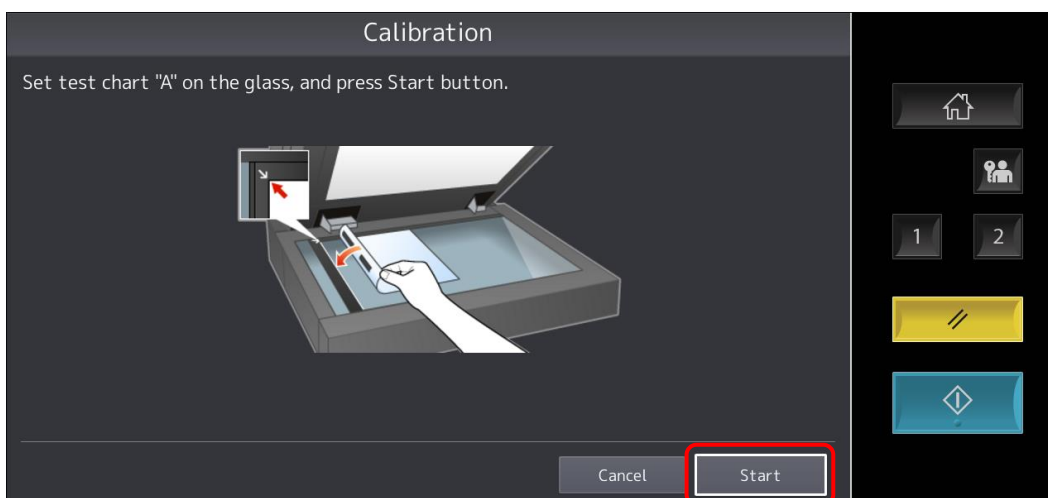 Calibration
Set test chart "A" on the glass, and press Start button.
1 2
Cancel Start